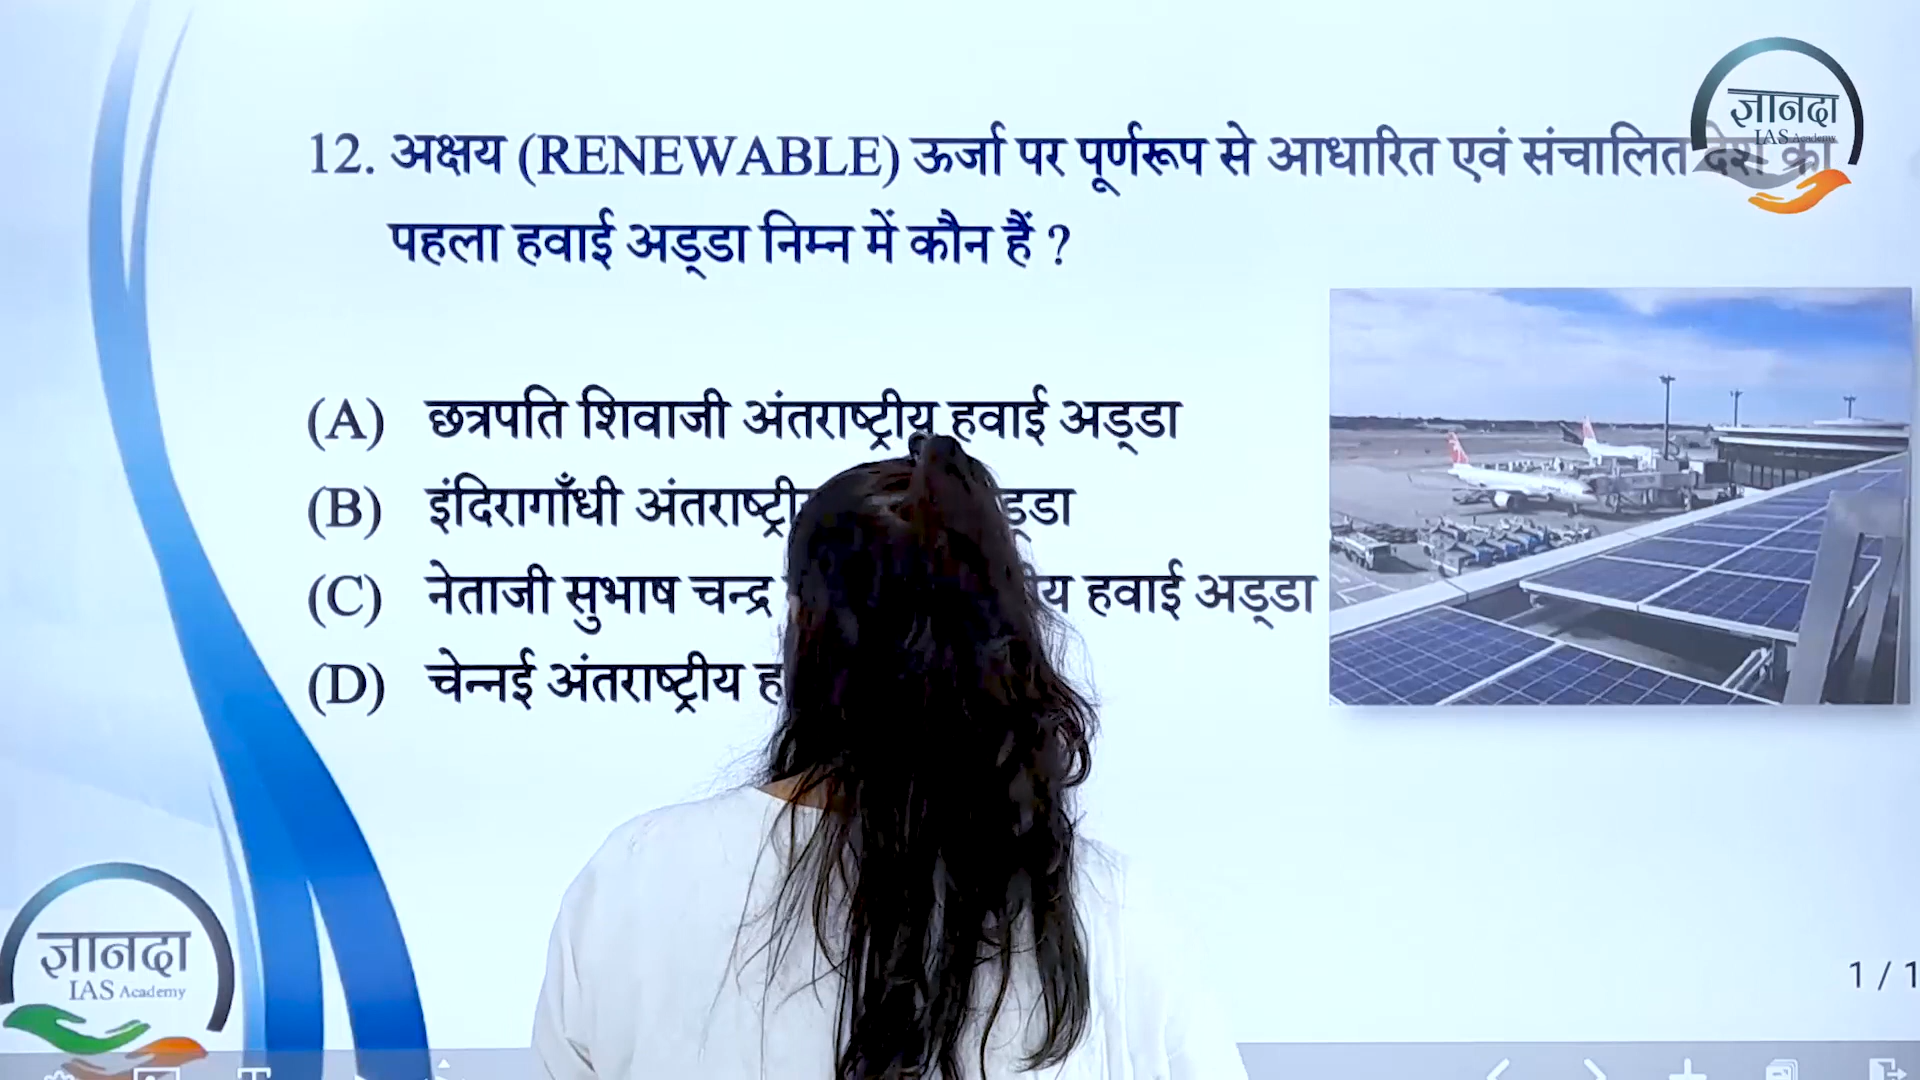 ज्ञानदा
IAS Academy
12. अक्षय (RENEWABLE) ऊर्जा पर पूर्णरूप से आधारित एवं संचालित देश का
पहला हवाई अड्डा निम्न में कौन हैं ?
(A) छत्रपति शिवाजी अंतराष्ट्रीय हवाई अड्डा
(B) इंदिरागाँधी अंतराष्ट्री ड्डा
(C) नेताजी सुभाष चन्द्र य हवाई अड्डा
(D) चेन्नई अंतराष्ट्रीय ह
ज्ञानदा
IAS Academy
1 / 1